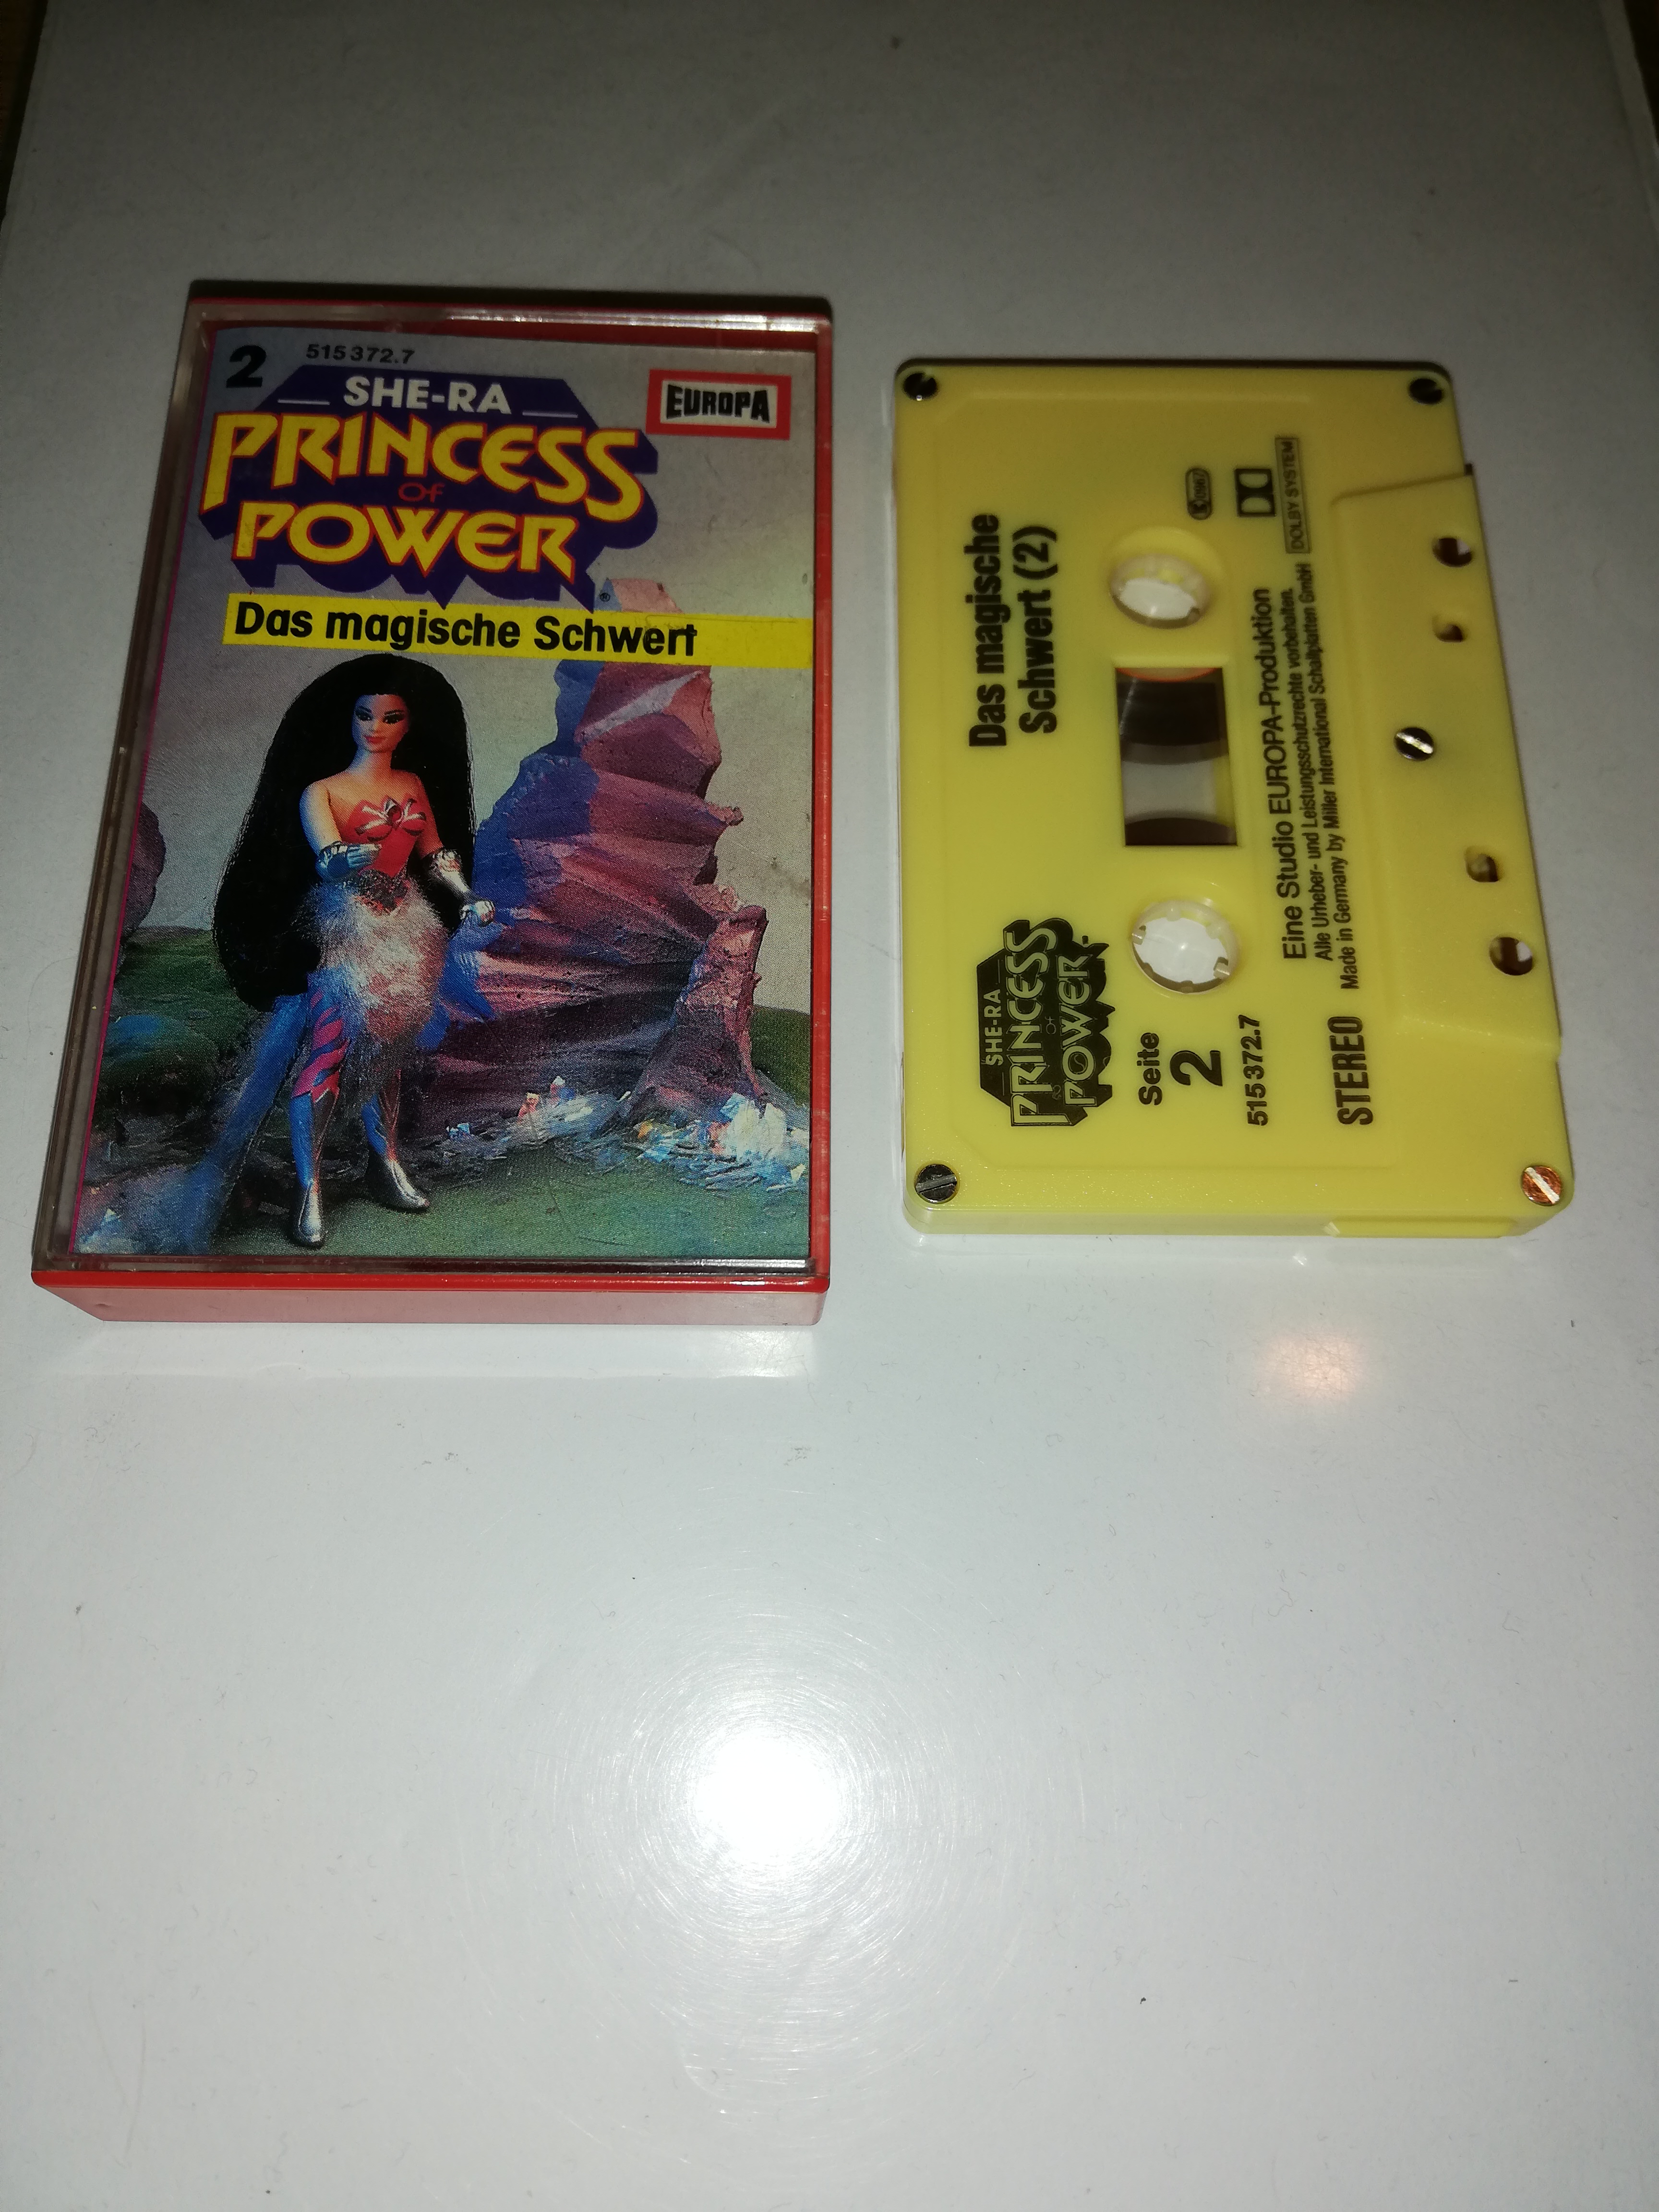 2
515 372.7
SHE-RA
PRINCESS
OF
POWER
®
EUROPA
Das magische Schwert
SHE-RA
PRINCESS
OF
POWER
Das magische
Schwert (2)
Seite
2
515 372.7
STEREO
Eine Studio EUROPA-Produktion
Alle Urheber- und Leistungsschutzrechte vorbehalten.
Made in Germany by Miller International Schallplatten GmbH
DOLBY SYSTEM